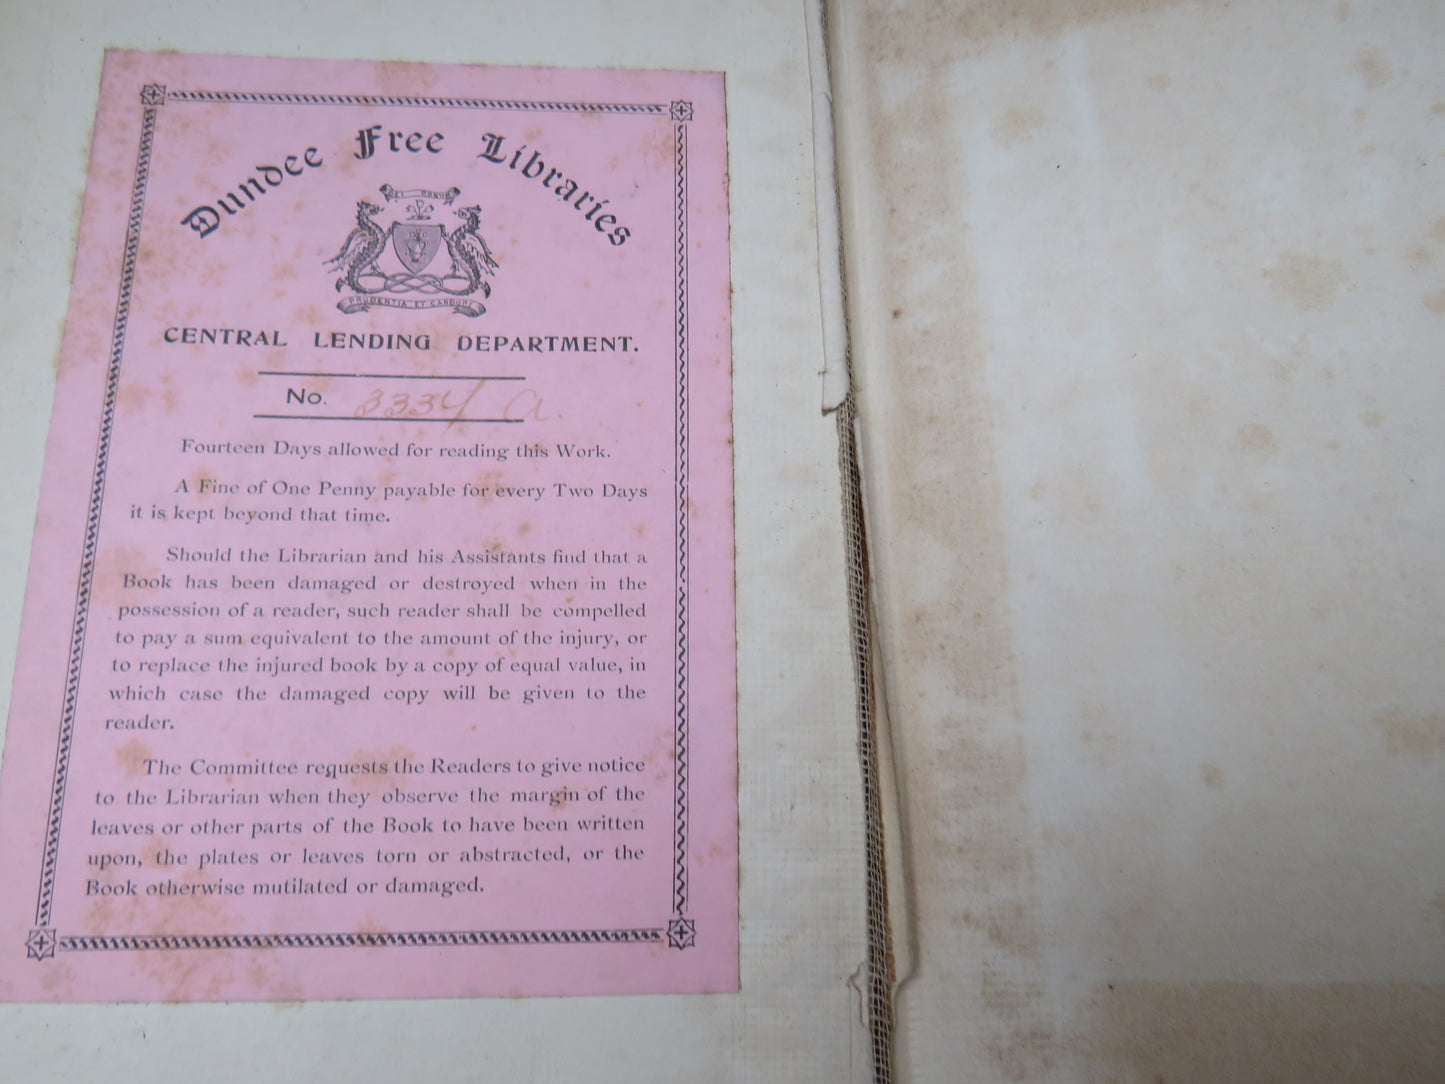 Dundee Free Libraries
DEI DONUM
PRUDENTIA ET CANDORE
CENTRAL LENDING DEPARTMENT.
No. 3334 a.
Fourteen Days allowed for reading this Work.
A Fine of One Penny payable for every Two Days
it is kept beyond that time.
Should the Librarian and his Assistants find that a
Book has been damaged or destroyed when in the
possession of a reader, such reader shall be compelled
to pay a sum equivalent to the amount of the injury, or
to replace the injured book by a copy of equal value, in
which case the damaged copy will be given to the
reader.
The Committee requests the Readers to give notice
to the Librarian when they observe the margin of the
leaves or other parts of the Book to have been written
upon, the plates or leaves torn or abstracted, or the
Book otherwise mutilated or damaged.